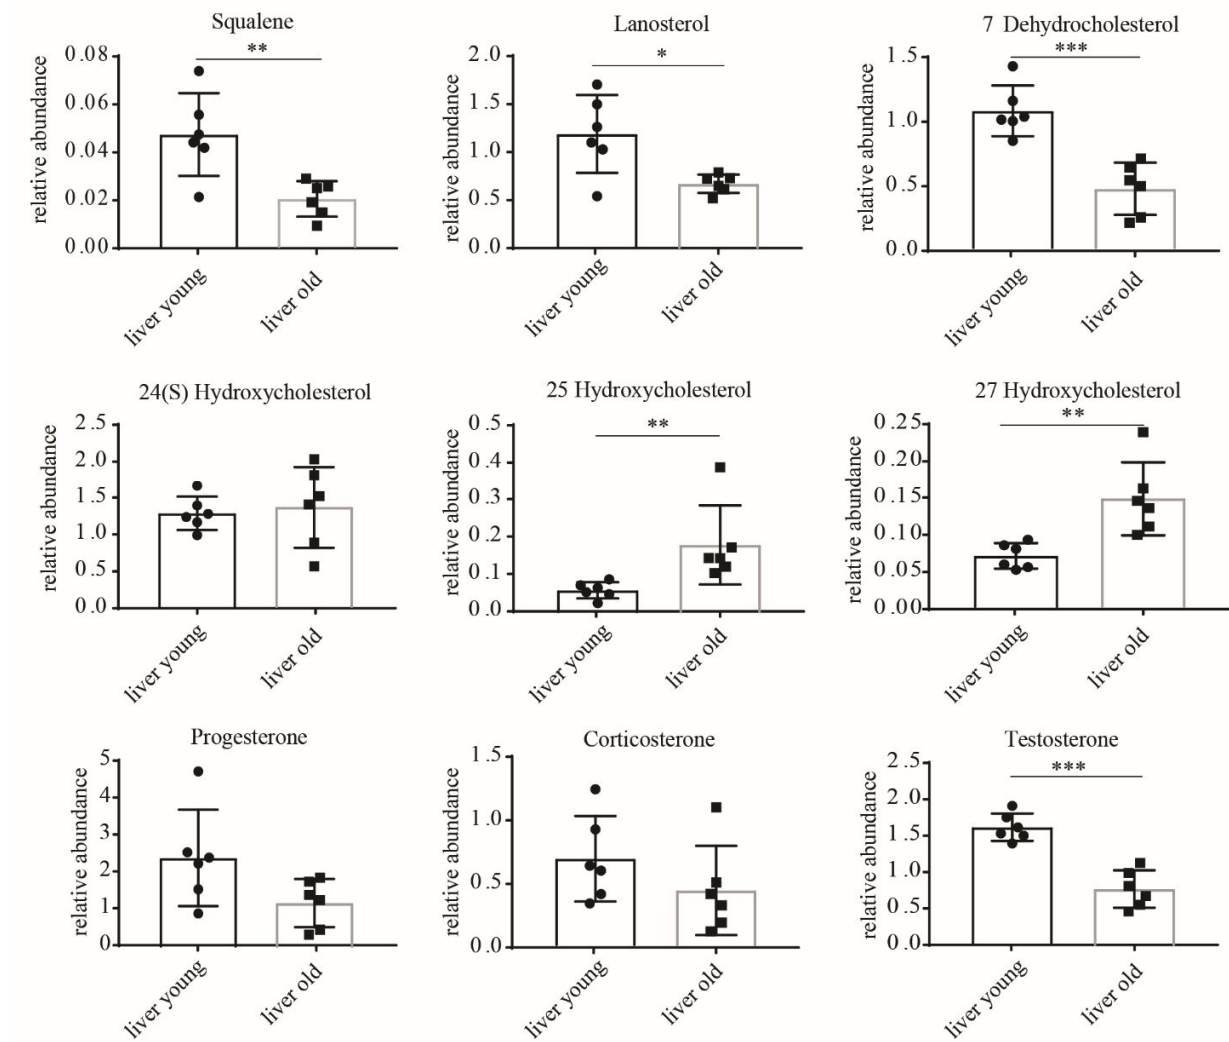 Squalene
**
relative abundance
0.08
0.06
0.04
0.02
0.00
liver young
liver old
Lanosterol
*
relative abundance
2.0
1.5
1.0
0.5
0.0
liver young
liver old
7 Dehydrocholesterol
***
relative abundance
1.5
1.0
0.5
0.0
liver young
liver old
24(S) Hydroxycholesterol
relative abundance
2.5
2.0
1.5
1.0
0.5
0.0
liver young
liver old
25 Hydroxycholesterol
**
relative abundance
0.5
0.4
0.3
0.2
0.1
0.0
liver young
liver old
27 Hydroxycholesterol
**
relative abundance
0.25
0.20
0.15
0.10
0.05
0.00
liver young
liver old
Progesterone
relative abundance
5
4
3
2
1
0
liver young
liver old
Corticosterone
relative abundance
1.5
1.0
0.5
0.0
liver young
liver old
Testosterone
***
relative abundance
2.5
2.0
1.5
1.0
0.5
0.0
liver young
liver old